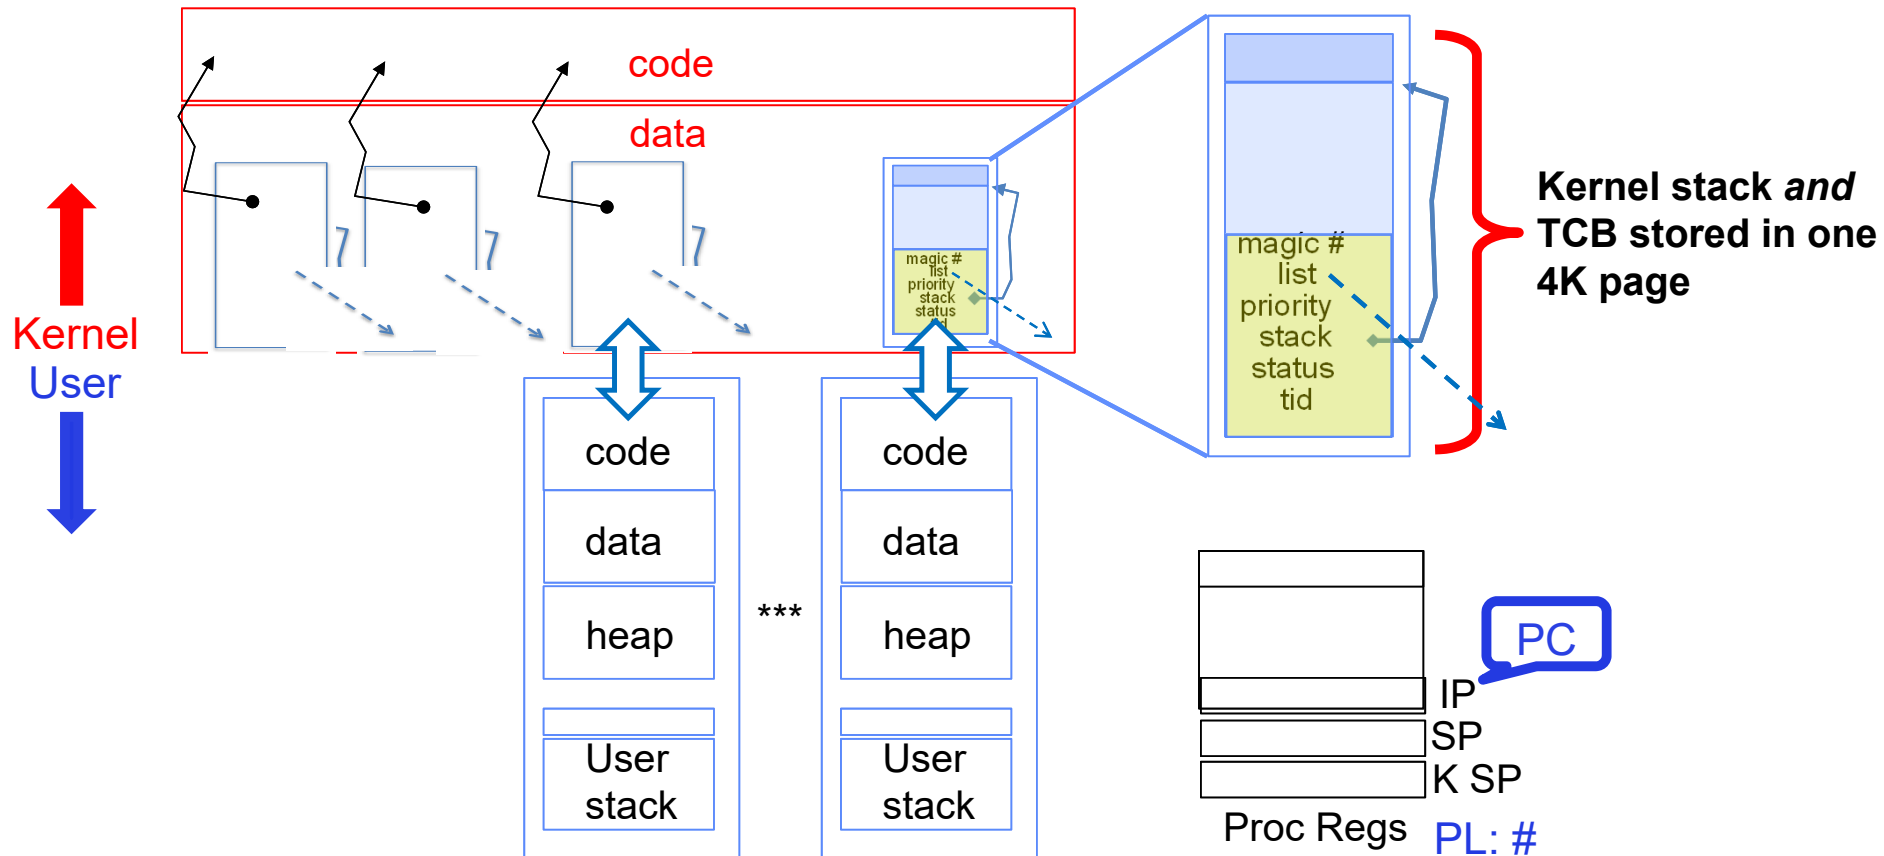 code
data
magic #
list
priority
stack
status
tid
Kernel
User
code
data
heap
User
stack
***
code
data
heap
User
stack
magic #
list
priority
stack
status
tid
Kernel stack and
TCB stored in one
4K page
PC
IP
SP
K SP
Proc Regs
PL: #